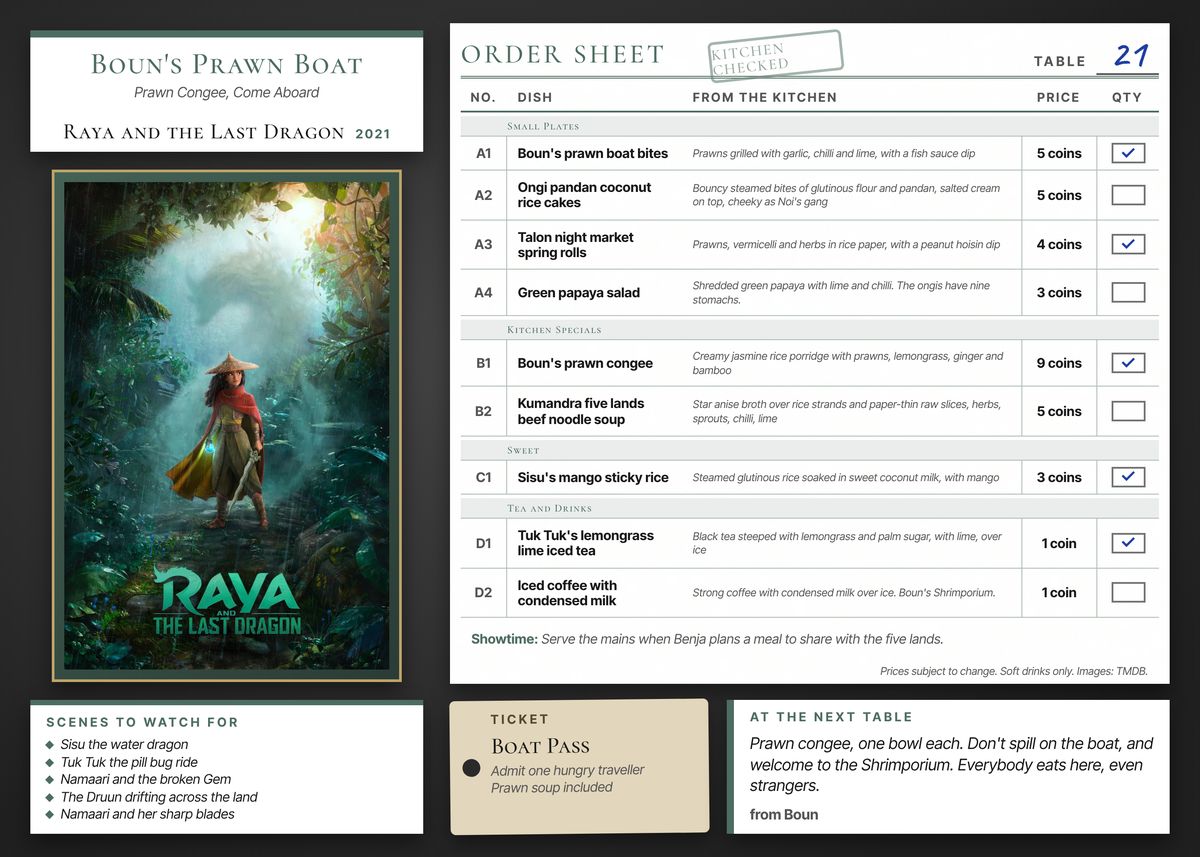 Boun's Prawn Boat
Prawn Congee, Come Aboard
Raya and the Last Dragon 2021
RAYA
AND
THE LAST DRAGON
ORDER SHEET
KITCHEN
CHECKED
TABLE 21
NO. DISH FROM THE KITCHEN PRICE QTY
Small Plates
A1 Boun's prawn boat bites Prawns grilled with garlic, chilli and lime, with a fish sauce dip 5 coins
A2 Ongi pandan coconut rice cakes Bouncy steamed bites of glutinous flour and pandan, salted cream on top, cheeky as Noi's gang 5 coins
A3 Talon night market spring rolls Prawns, vermicelli and herbs in rice paper, with a peanut hoisin dip 4 coins
A4 Green papaya salad Shredded green papaya with lime and chilli. The ongis have nine stomachs. 3 coins
Kitchen Specials
B1 Boun's prawn congee Creamy jasmine rice porridge with prawns, lemongrass, ginger and bamboo 9 coins
B2 Kumandra five lands beef noodle soup Star anise broth over rice strands and paper-thin raw slices, herbs, sprouts, chilli, lime 5 coins
Sweet
C1 Sisu's mango sticky rice Steamed glutinous rice soaked in sweet coconut milk, with mango 3 coins
Tea and Drinks
D1 Tuk Tuk's lemongrass lime iced tea Black tea steeped with lemongrass and palm sugar, with lime, over ice 1 coin
D2 Iced coffee with condensed milk Strong coffee with condensed milk over ice. Boun's Shrimporium. 1 coin
Showtime: Serve the mains when Benja plans a meal to share with the five lands.
Prices subject to change. Soft drinks only. Images: TMDB.
SCENES TO WATCH FOR
Sisu the water dragon
Tuk Tuk the pill bug ride
Namaari and the broken Gem
The Druun drifting across the land
Namaari and her sharp blades
TICKET
Boat Pass
Admit one hungry traveller
Prawn soup included
AT THE NEXT TABLE
Prawn congee, one bowl each. Don't spill on the boat, and
welcome to the Shrimporium. Everybody eats here, even
strangers.
from Boun